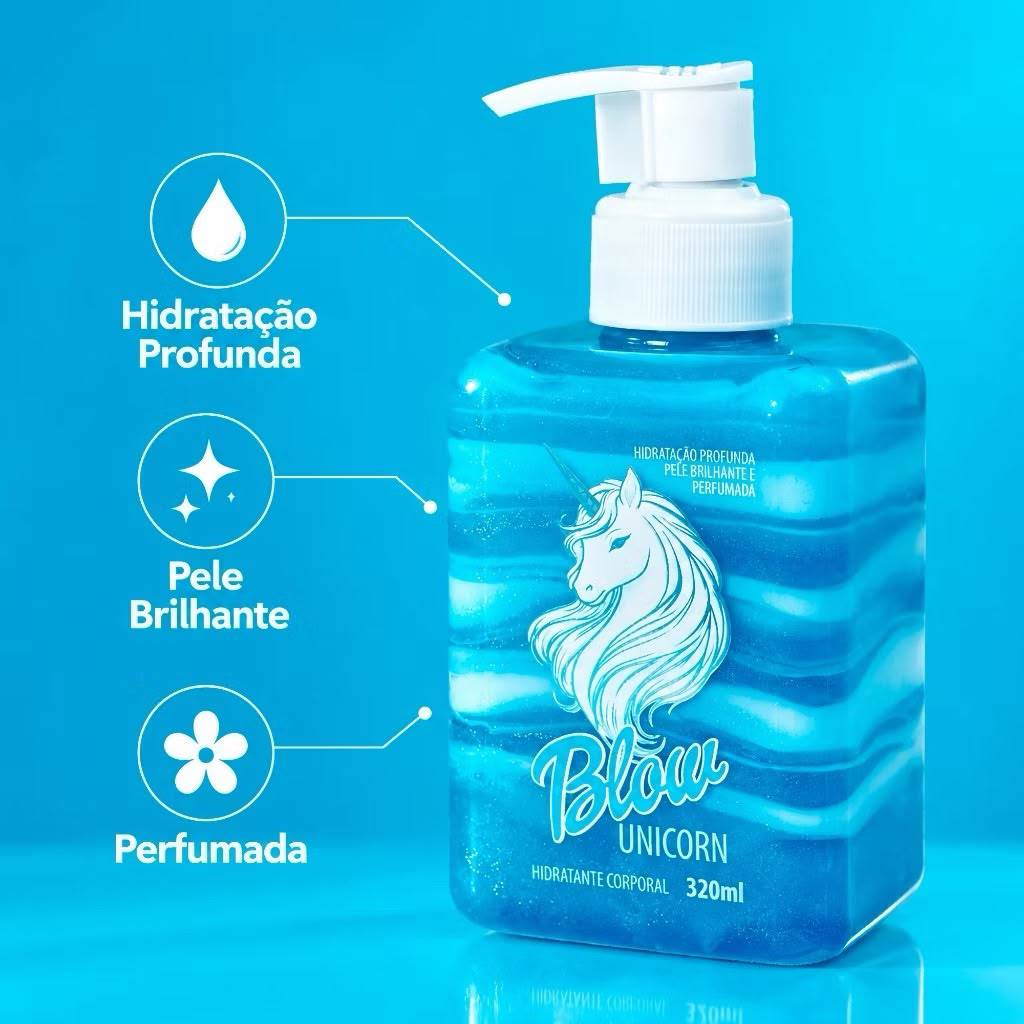 Hidratação
Profunda
Pele
Brilhante
Perfumada
HIDRATAÇÃO PROFUNDA
PELE BRILHANTE E
PERFUMADA
Blow
UNICORN
HIDRATANTE CORPORAL 320ml